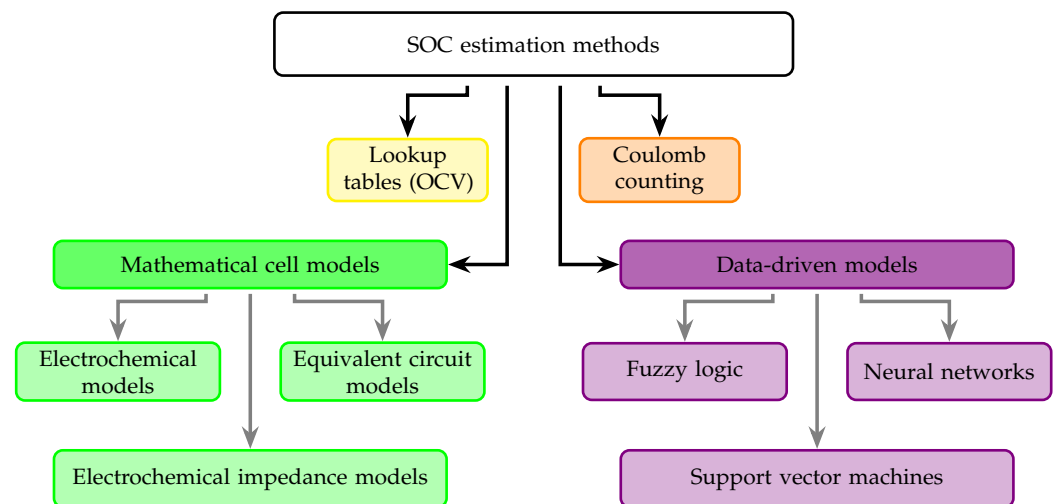 SOC estimation methods
Lookup
tables (OCV)
Coulomb
counting
Mathematical cell models
Data-driven models
Electrochemical
models
Equivalent circuit
models
Fuzzy logic
Neural networks
Electrochemical impedance models
Support vector machines